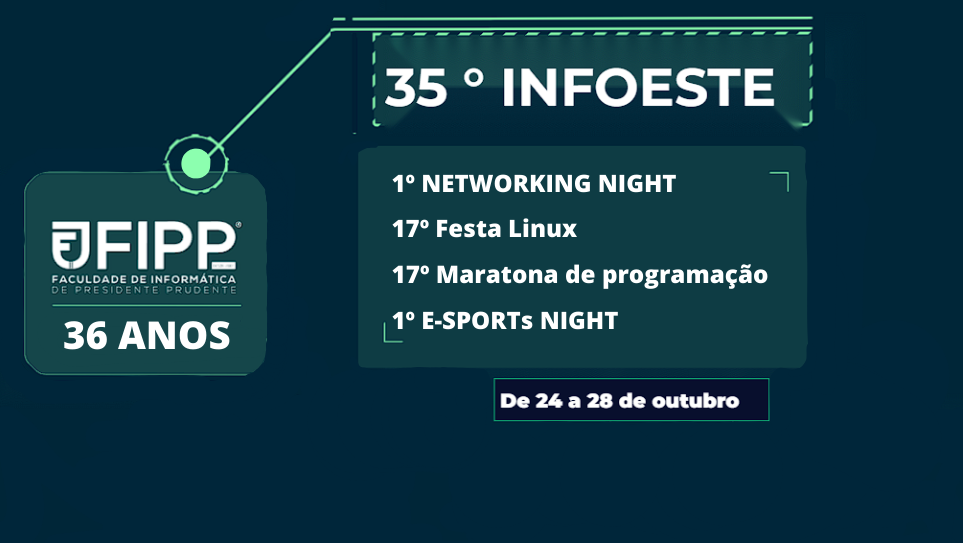 35 º INFOESTE
1º NETWORKING NIGHT
17º Festa Linux
17º Maratona de programação
1º E-SPORTs NIGHT
De 24 a 28 de outubro
FIPP®
FACULDADE DE INFORMÁTICA
DE PRESIDENTE PRUDENTE
36 ANOS